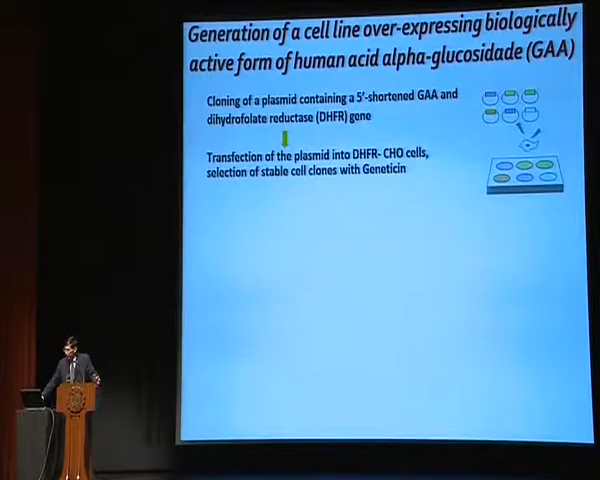 Generation of a cell line over-expressing biologically
active form of human acid alpha-glucosidade (GAA)
Cloning of a plasmid containing a 5'-shortened GAA and
dihydrofolate reductase (DHFR) gene
Transfection of the plasmid into DHFR- CHO cells,
selection of stable cell clones with Geneticin